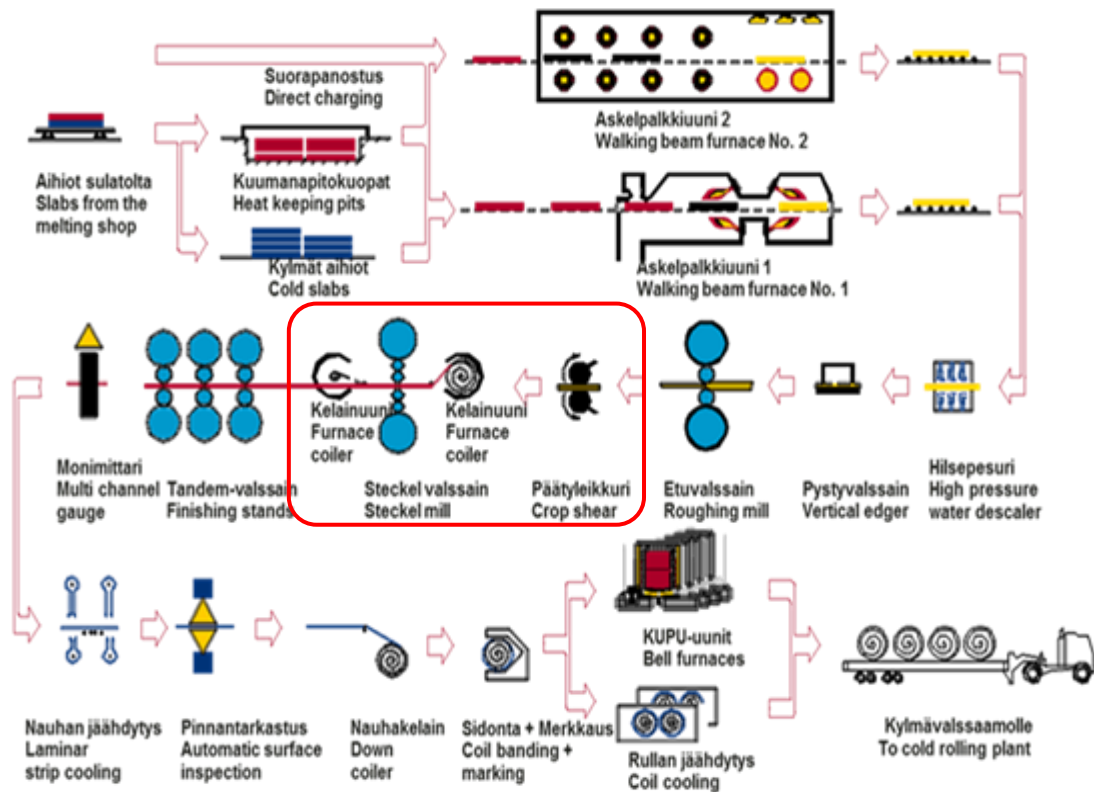 Suorapanostus
Direct charging
Aihiot sulatolta
Slabs from the
melting shop
Kuumanapitokuopat
Heat keeping pits
Kylmät aihiot
Cold slabs
Askelpalkkiuuni 2
Walking beam furnace No. 2
Askelpalkkiuuni 1
Walking beam furnace No. 1
Monimittari
Multi channel
gauge
Tandem-valssain
Finishing stands
Kelainuuni
Furnace
coiler
Kelainuuni
Furnace
coiler
Steckel valssain
Steckel mill
Päätyleikkuri
Crop shear
Etuvalssain
Roughing mill
Pystyvalssain
Vertical edger
Hilsepesuri
High pressure
water descaler
Nauhan jäähdytys
Laminar
strip cooling
Pinnantarkastus
Automatic surface
inspection
Nauhakelain
Down
coiler
Sidonta + Merkkaus
Coil banding +
marking
KUPU-uunit
Bell furnaces
Rullan jäähdytys
Coil cooling
Kylmävalssaamolle
To cold rolling plant